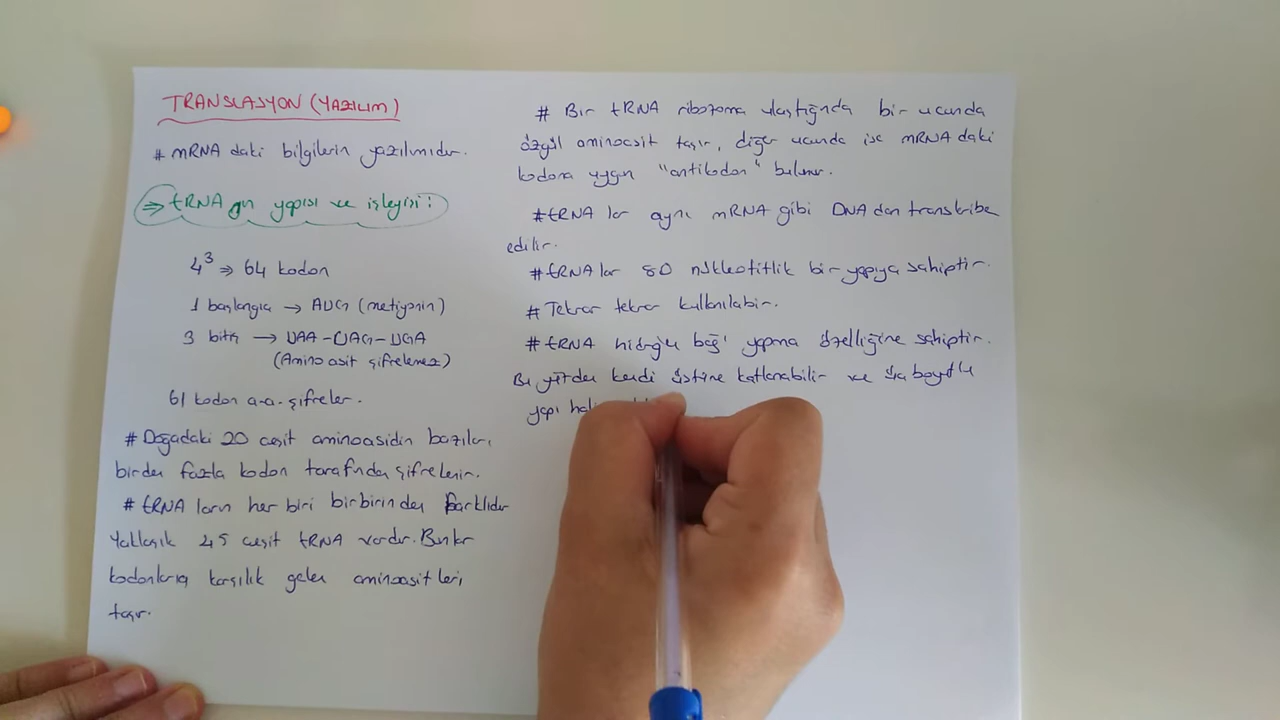 TRANSLASYON (YAZILIM)
# mRNA daki bilgilerin yazılmıdır.
⇒ tRNA nın yapısı ve işleyişi:
4³ ⇒ 64 kodon
1 başlangıç → AUG (metiyonin)
3 bitiş → UAA - UAG - UGA
(Amino asit şifrelemez)
61 kodon a.a. şifreler.
# Doğadaki 20 çeşit aminoasidin bazıları
birden fazla kodon tarafından şifrelenir.
# tRNA ların her biri birbirinden farklıdır
Yaklaşık 45 çeşit tRNA vardır. Bunlar
kodonlara karşılık gelen aminoasitleri
taşır.
# Bir tRNA ribozoma ulaştığında bir ucunda
özgül aminoasit taşır, diğer ucunda ise mRNA daki
kodona uygun "antikodon" bulunur.
# tRNA lar aynı mRNA gibi DNA dan transkribe
edilir.
# tRNA lar 80 nükleotitlik bir yapıya sahiptir.
# Tekrar tekrar kullanılabilir.
# tRNA hidrojen bağı yapma özelliğine sahiptir.
Bu yüzden kendi üstüne katlanabilir ve üç boyutlu
yapı